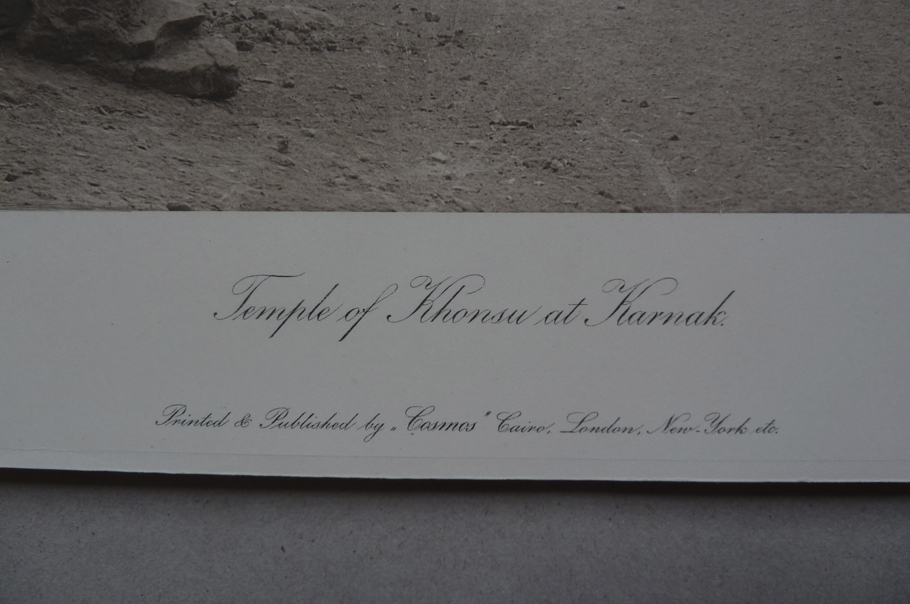 Temple of Khonsu at Karnak.
Printed & Published by „Cosmos" Cairo, London, New-York etc.